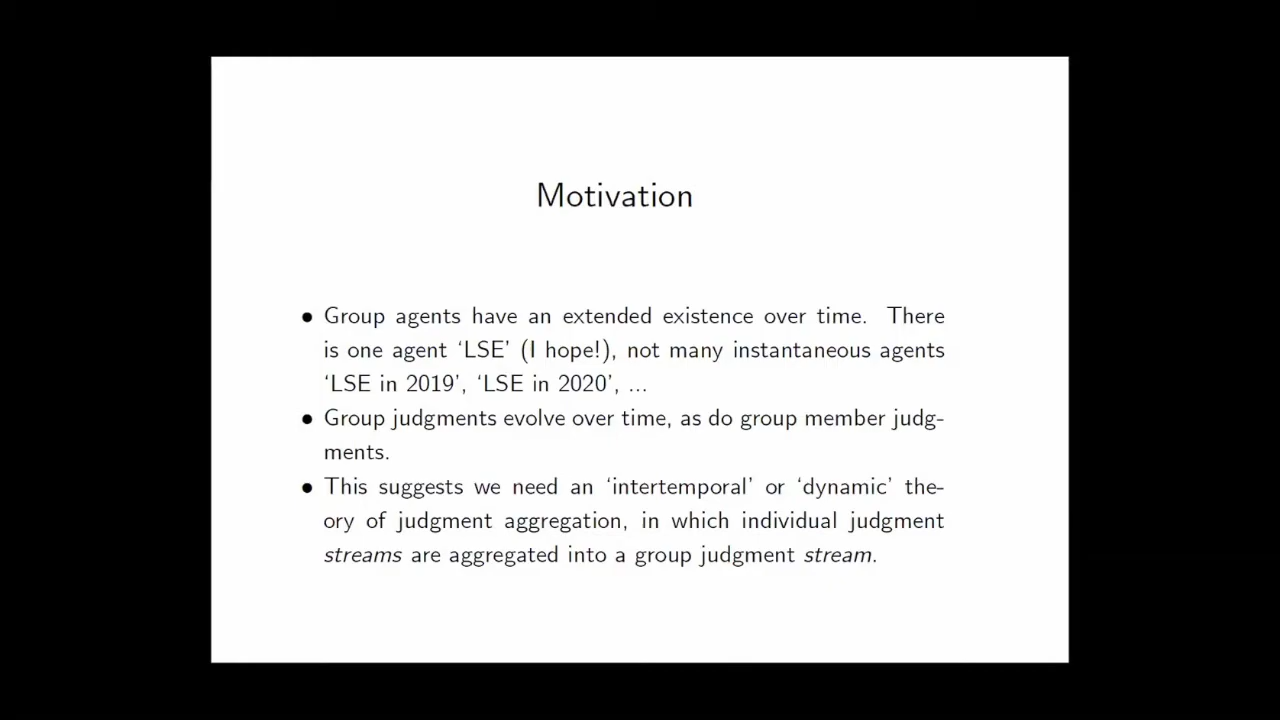 Motivation
● Group agents have an extended existence over time. There
is one agent ‘LSE’ (I hope!), not many instantaneous agents
‘LSE in 2019’, ‘LSE in 2020’, ...
● Group judgments evolve over time, as do group member judg-
ments.
● This suggests we need an ‘intertemporal’ or ‘dynamic’ the-
ory of judgment aggregation, in which individual judgment
streams are aggregated into a group judgment stream.